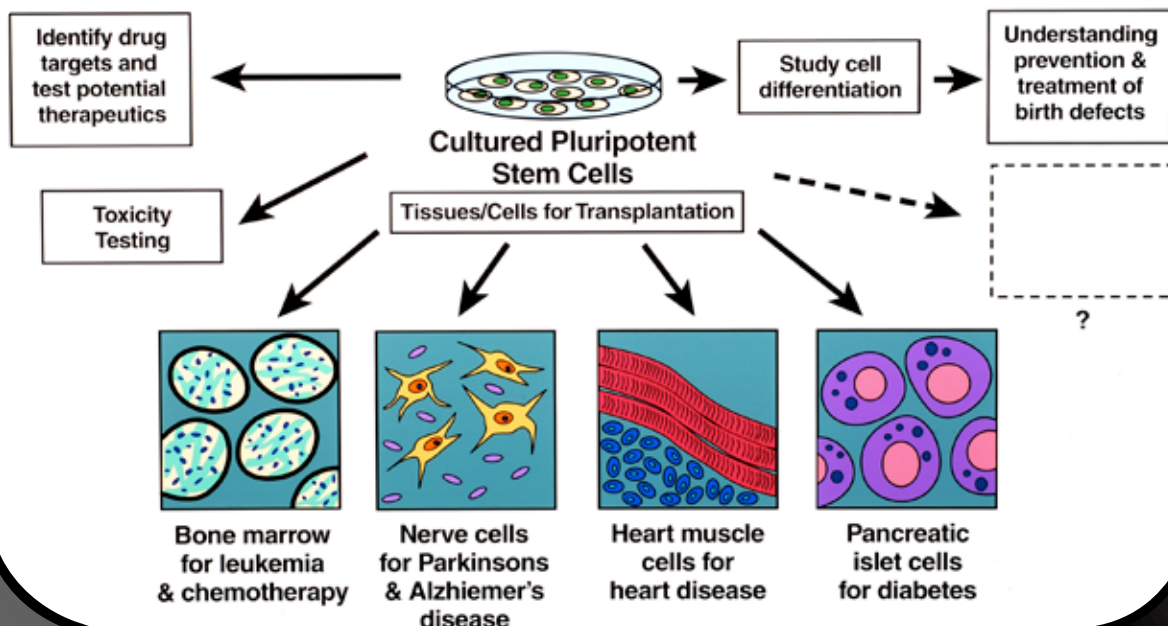 Identify drug
targets and
test potential
therapeutics
Cultured Pluripotent
Stem Cells
Study cell
differentiation
Understanding
prevention &
treatment of
birth defects
Toxicity
Testing
Tissues/Cells for Transplantation
?
Bone marrow
for leukemia
& chemotherapy
Nerve cells
for Parkinsons
& Alzhiemer's
disease
Heart muscle
cells for
heart disease
Pancreatic
islet cells
for diabetes